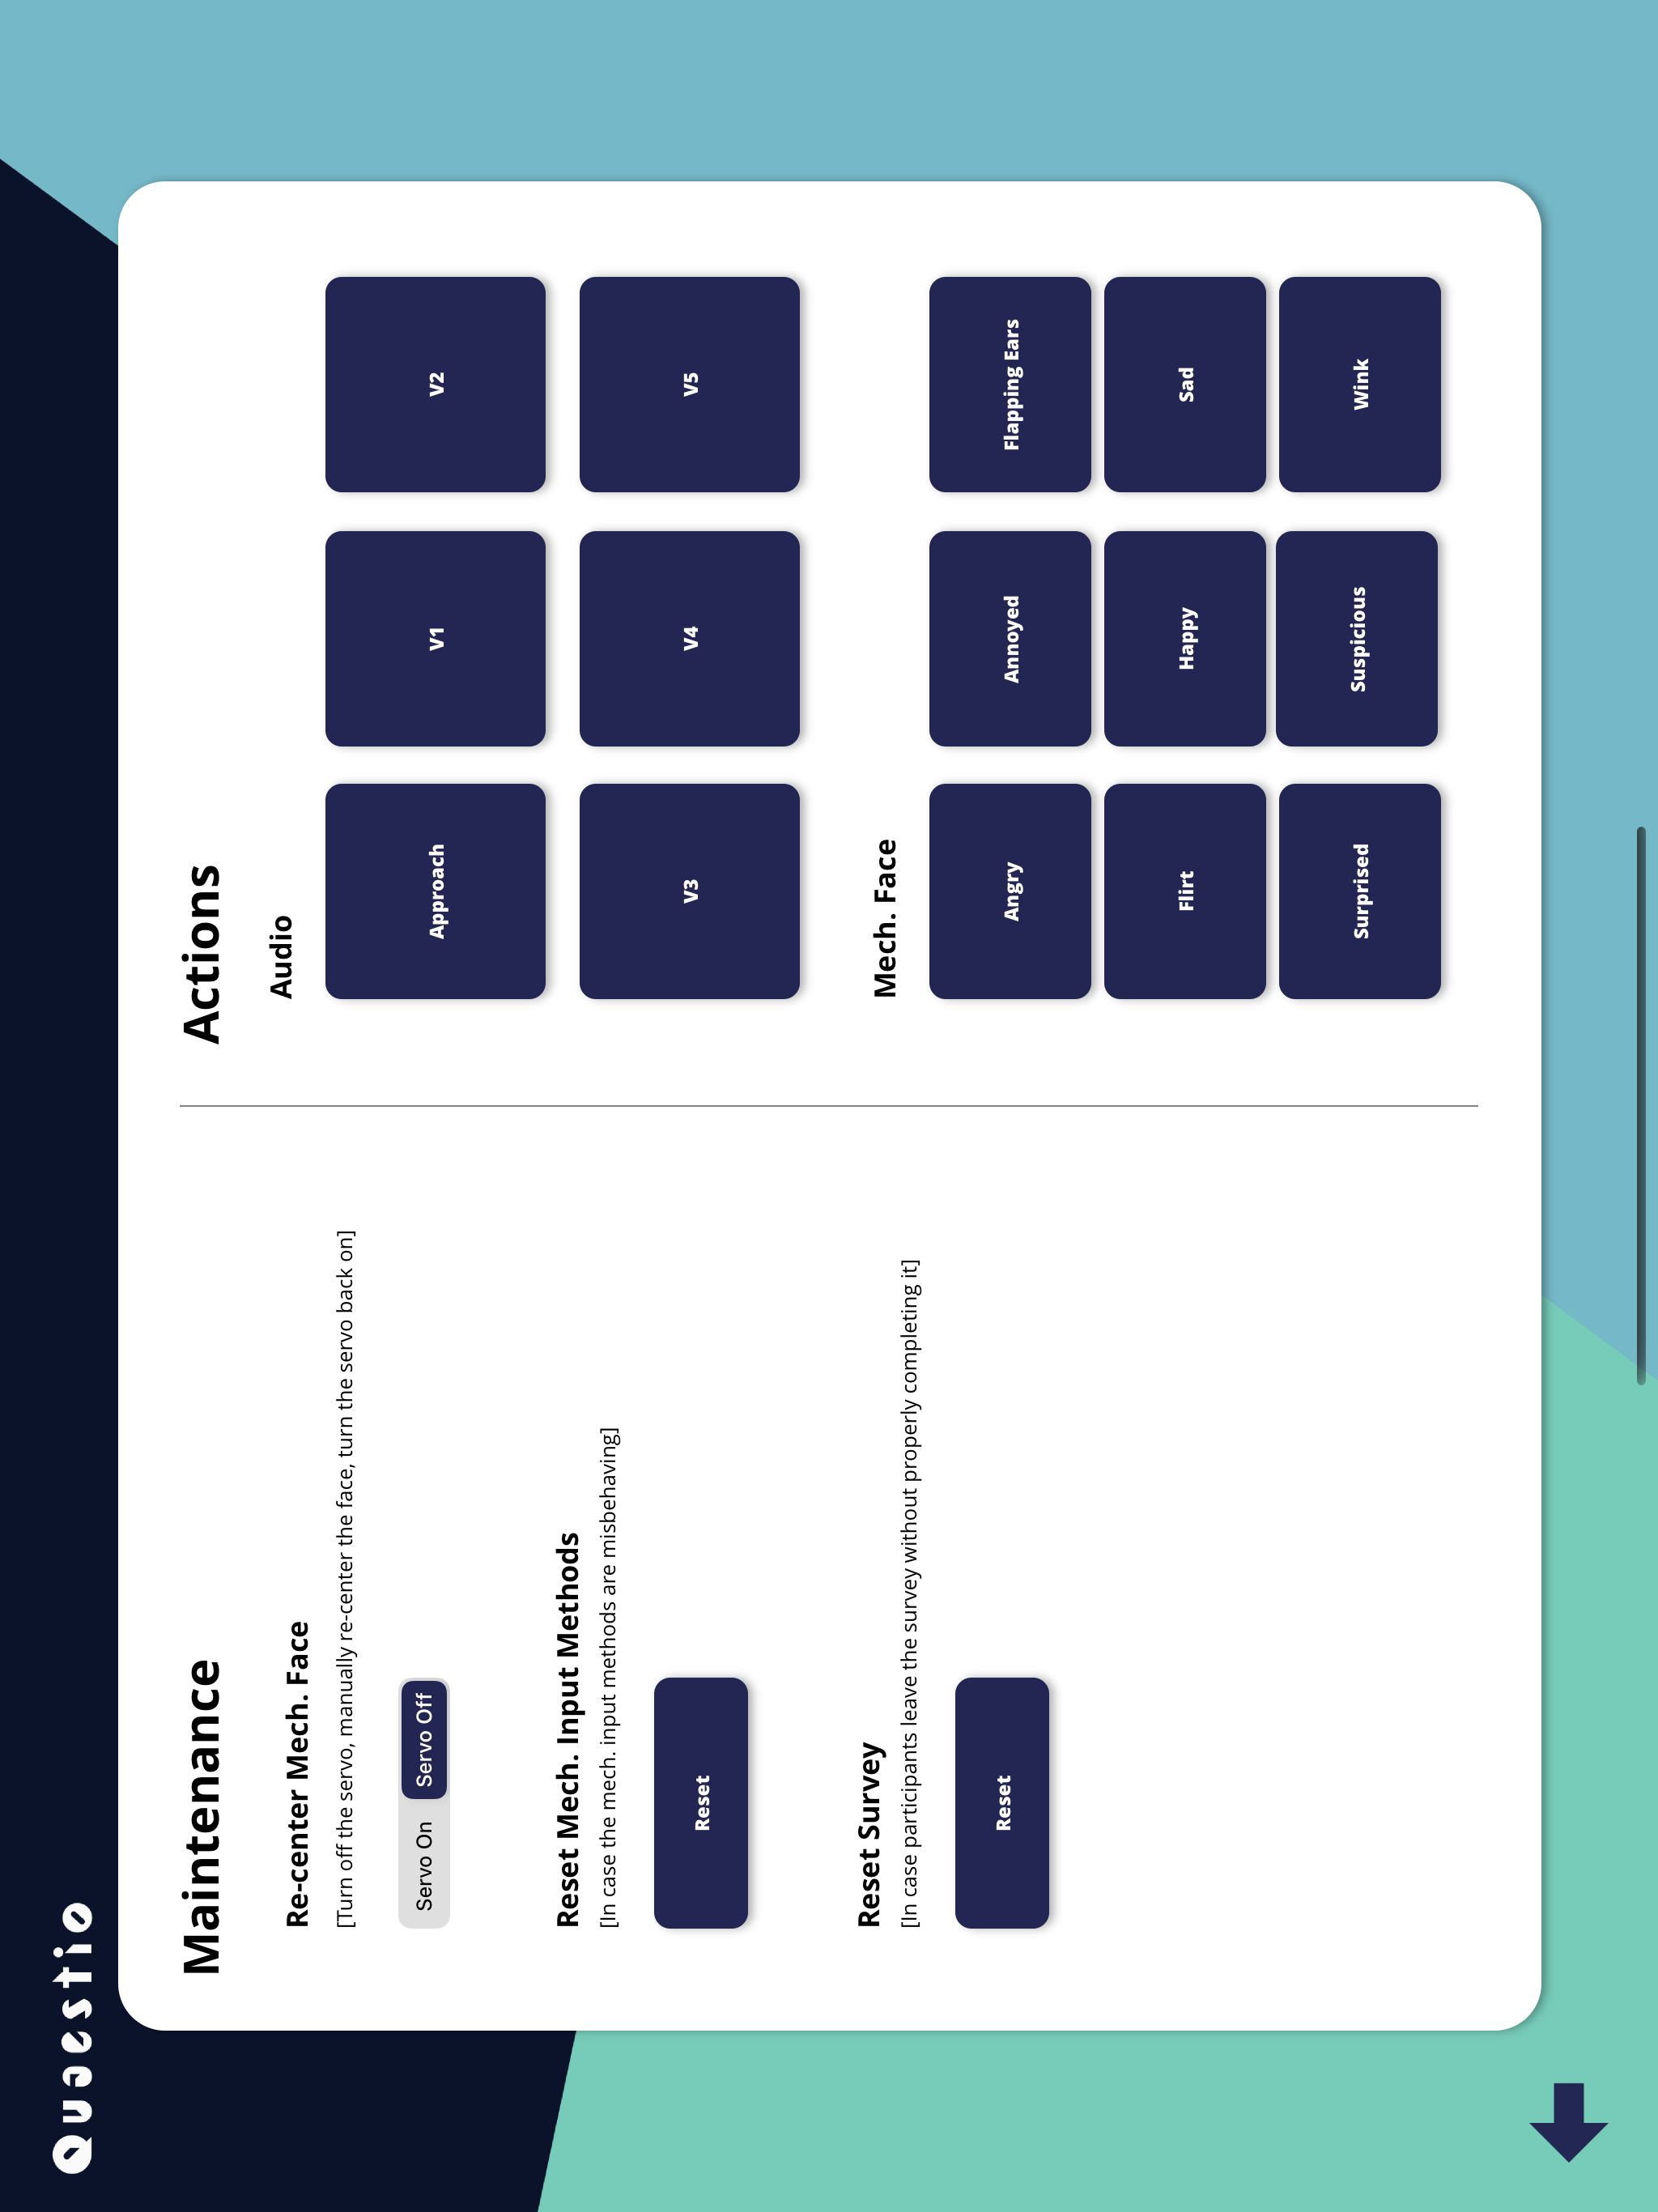 Quaestio
Maintenance
Re-center Mech. Face
[Turn off the servo, manually re-center the face, turn the servo back on]
Servo On Servo Off
Reset Mech. Input Methods
[In case the mech. input methods are misbehaving]
Reset
Reset Survey
[In case participants leave the survey without properly completing it]
Reset
Actions
Audio
Approach V1 V2
V3 V4 V5
Mech. Face
Angry Annoyed Flapping Ears
Flirt Happy Sad
Surprised Suspicious Wink